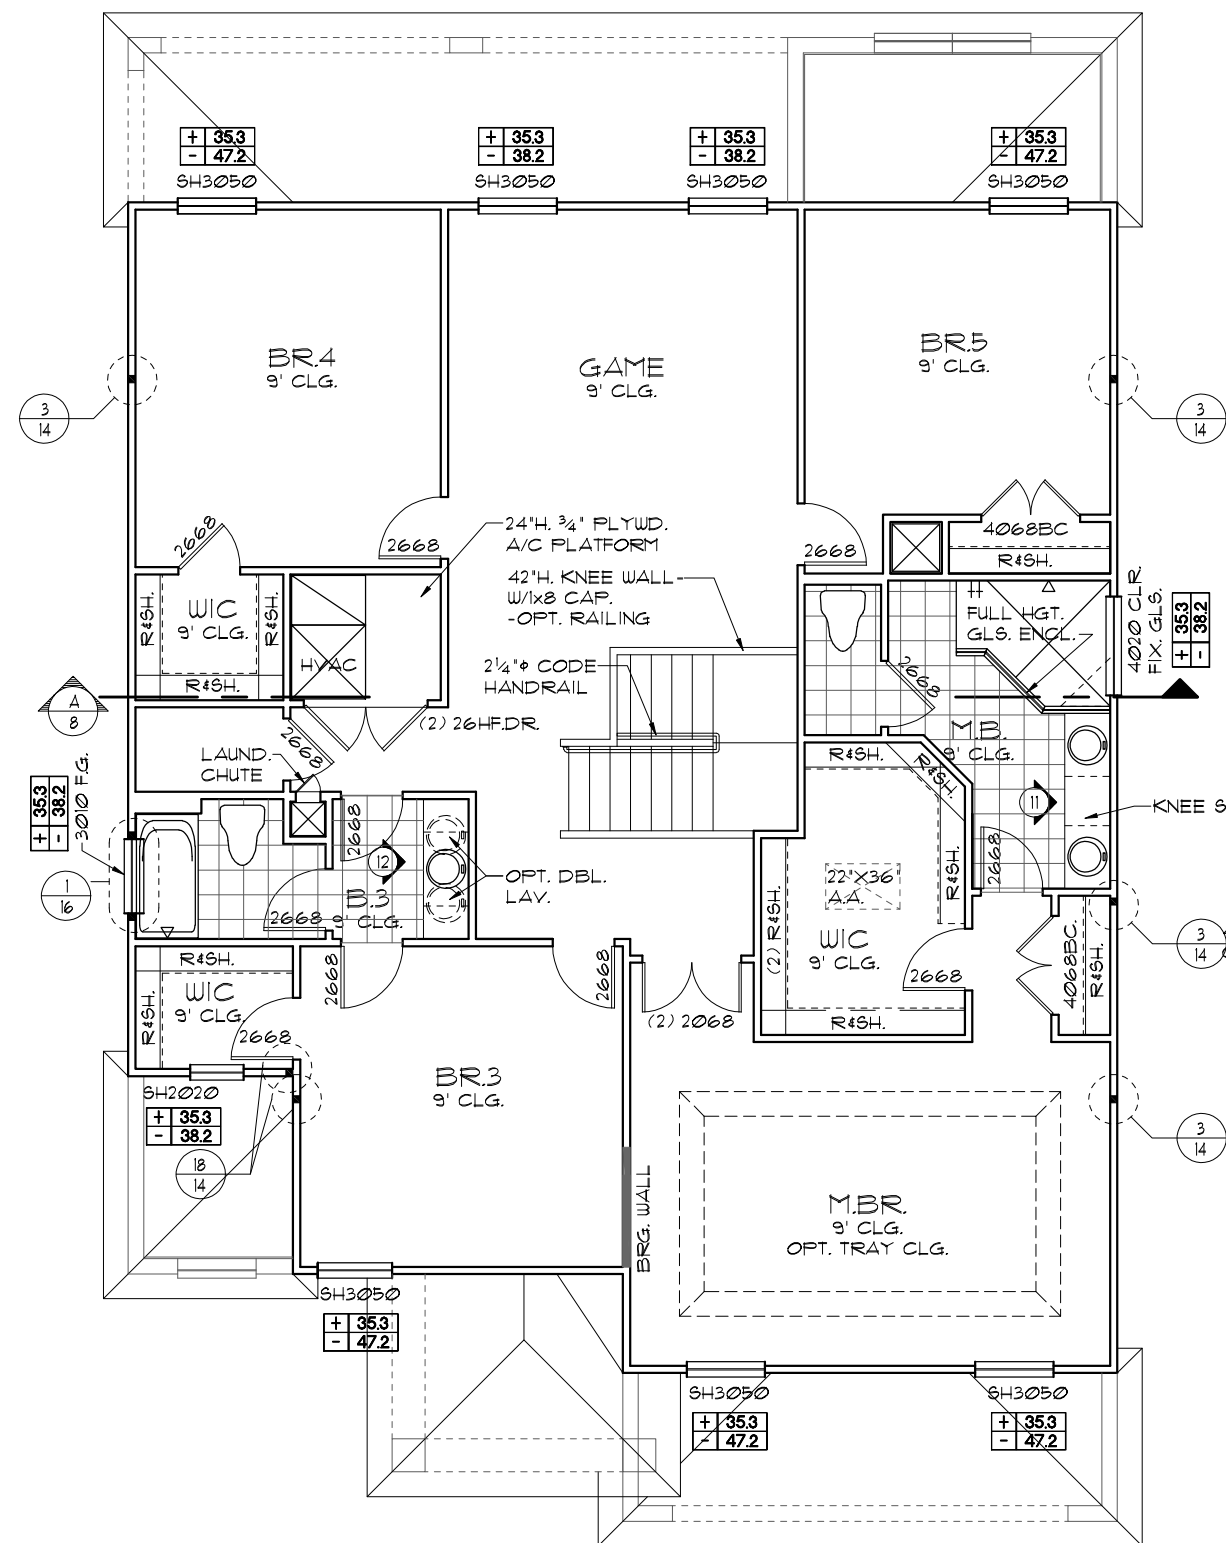 + 35.3
- 47.2
SH3050
+ 35.3
- 38.2
SH3050
+ 35.3
- 38.2
SH3050
+ 35.3
- 47.2
SH3050
BR.4
9' CLG.
GAME
9' CLG.
BR.5
9' CLG.
3
14
3
14
2668
2668
24"H. 3/4" PLYWD.
A/C PLATFORM
2668
4068BC
R&SH.
42"H. KNEE WALL
W/1x8 CAP.
-OPT. RAILING
R&SH.
WIC
9' CLG.
R&SH.
R&SH.
HVAC
2 1/4"φ CODE
HANDRAIL
FULL HGT.
GLS. ENCL.
4020 CLR.
FIX. GLS.
+ 35.3
- 38.2
2668
A
8
(2) 26HF.DR.
M.B.
9' CLG.
2668
LAUND.
CHUTE
R&SH.
R&SH.
+ 35.3
- 38.2
3010 F.G.
11
KNEE S
2668
12
2668
1
16
B.3
9' CLG.
2668
OPT. DBL.
LAV.
22"X36"
A.A.
R&SH.
(2) R&SH.
WIC
9' CLG.
2668
3
14
R&SH.
WIC
9' CLG.
R&SH.
2668
2668
2668
(2) 2068
R&SH.
4068BC.
R&SH.
SH2020
+ 35.3
- 38.2
18
14
BR.3
9' CLG.
3
14
BRG. WALL
M.BR.
9' CLG.
OPT. TRAY CLG.
SH3050
+ 35.3
- 47.2
SH3050
+ 35.3
- 47.2
SH3050
+ 35.3
- 47.2